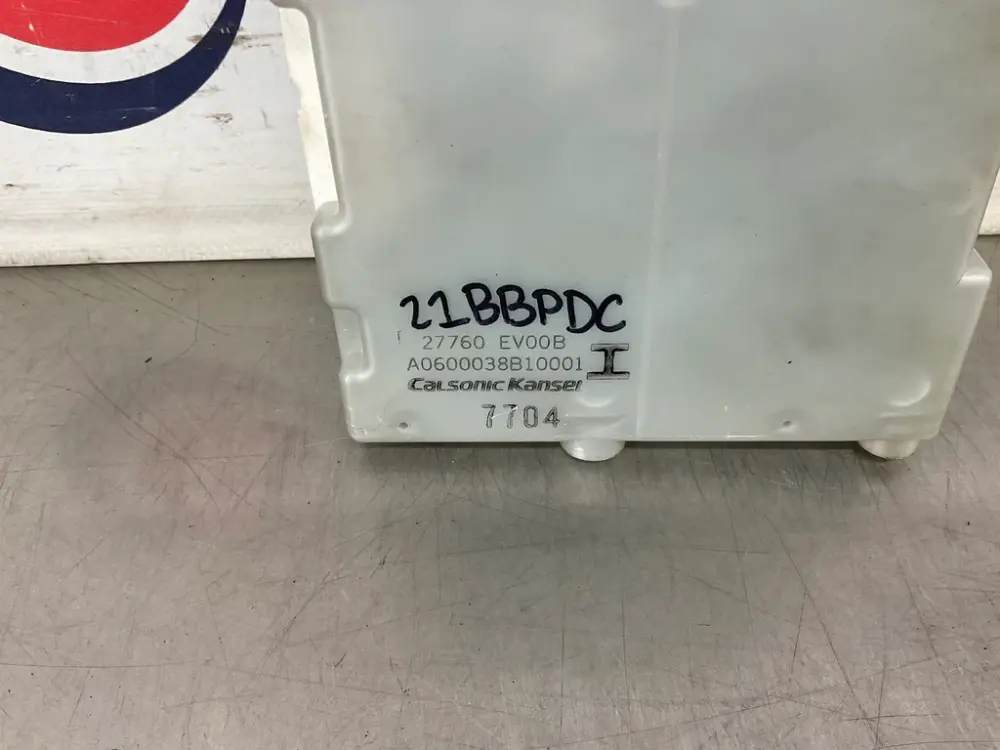 21BBPDC
27760 EV00B
A0600038B10001
I
CALSONIC KANSEI
7704